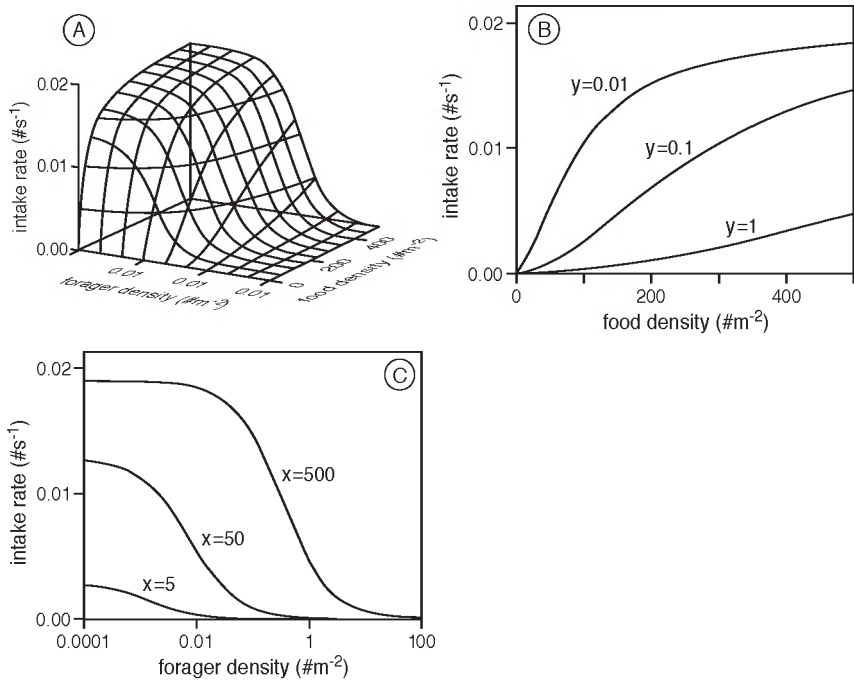 A
0.02
0.01
0.00
intake rate (#s-1)
0.01
0.01
0.01
forager density (#m-2)
0
200
400
food density (#m-2)
B
0.02
0.01
0.00
intake rate (#s-1)
y=0.01
y=0.1
y=1
0
200
400
food density (#m-2)
C
0.02
0.01
0.00
intake rate (#s-1)
x=500
x=50
x=5
0.0001
0.01
1
100
forager density (#m-2)